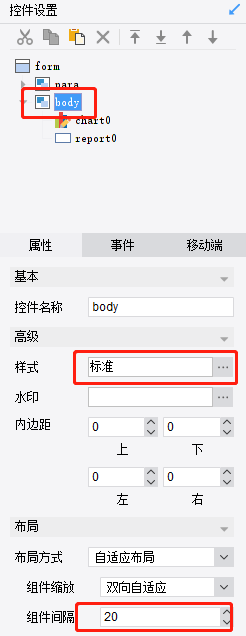 控件设置
form
para
body
chart0
report0
属性 事件 移动端
基本
控件名称 body
高级
样式 标准 ...
水印 ...
内边距 0 0
上 下
0 0
左 右
布局
布局方式 自适应布局
组件缩放 双向自适应
组件间隔 20